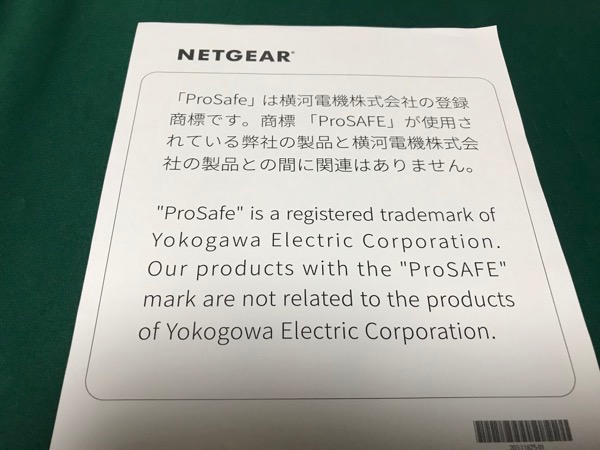 NETGEAR®
「ProSafe」は横河電機株式会社の登録
商標です。商標 「ProSAFE」が使用さ
れている弊社の製品と横河電機株式会
社の製品との間に関連はありません。
"ProSafe" is a registered trademark of
Yokogawa Electric Corporation.
Our products with the "ProSAFE"
mark are not related to the products
of Yokogowa Electric Corporation.